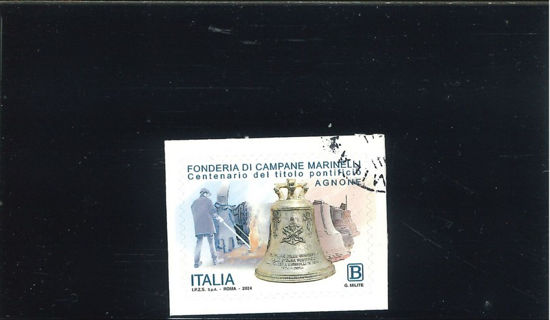 FONDERIA DI CAMPANE MARINELLI
Centenario del titolo pontificio
AGNONE
ITALIA
B
I.P.Z.S. S.p.A. - ROMA - 2024
G. MILITE